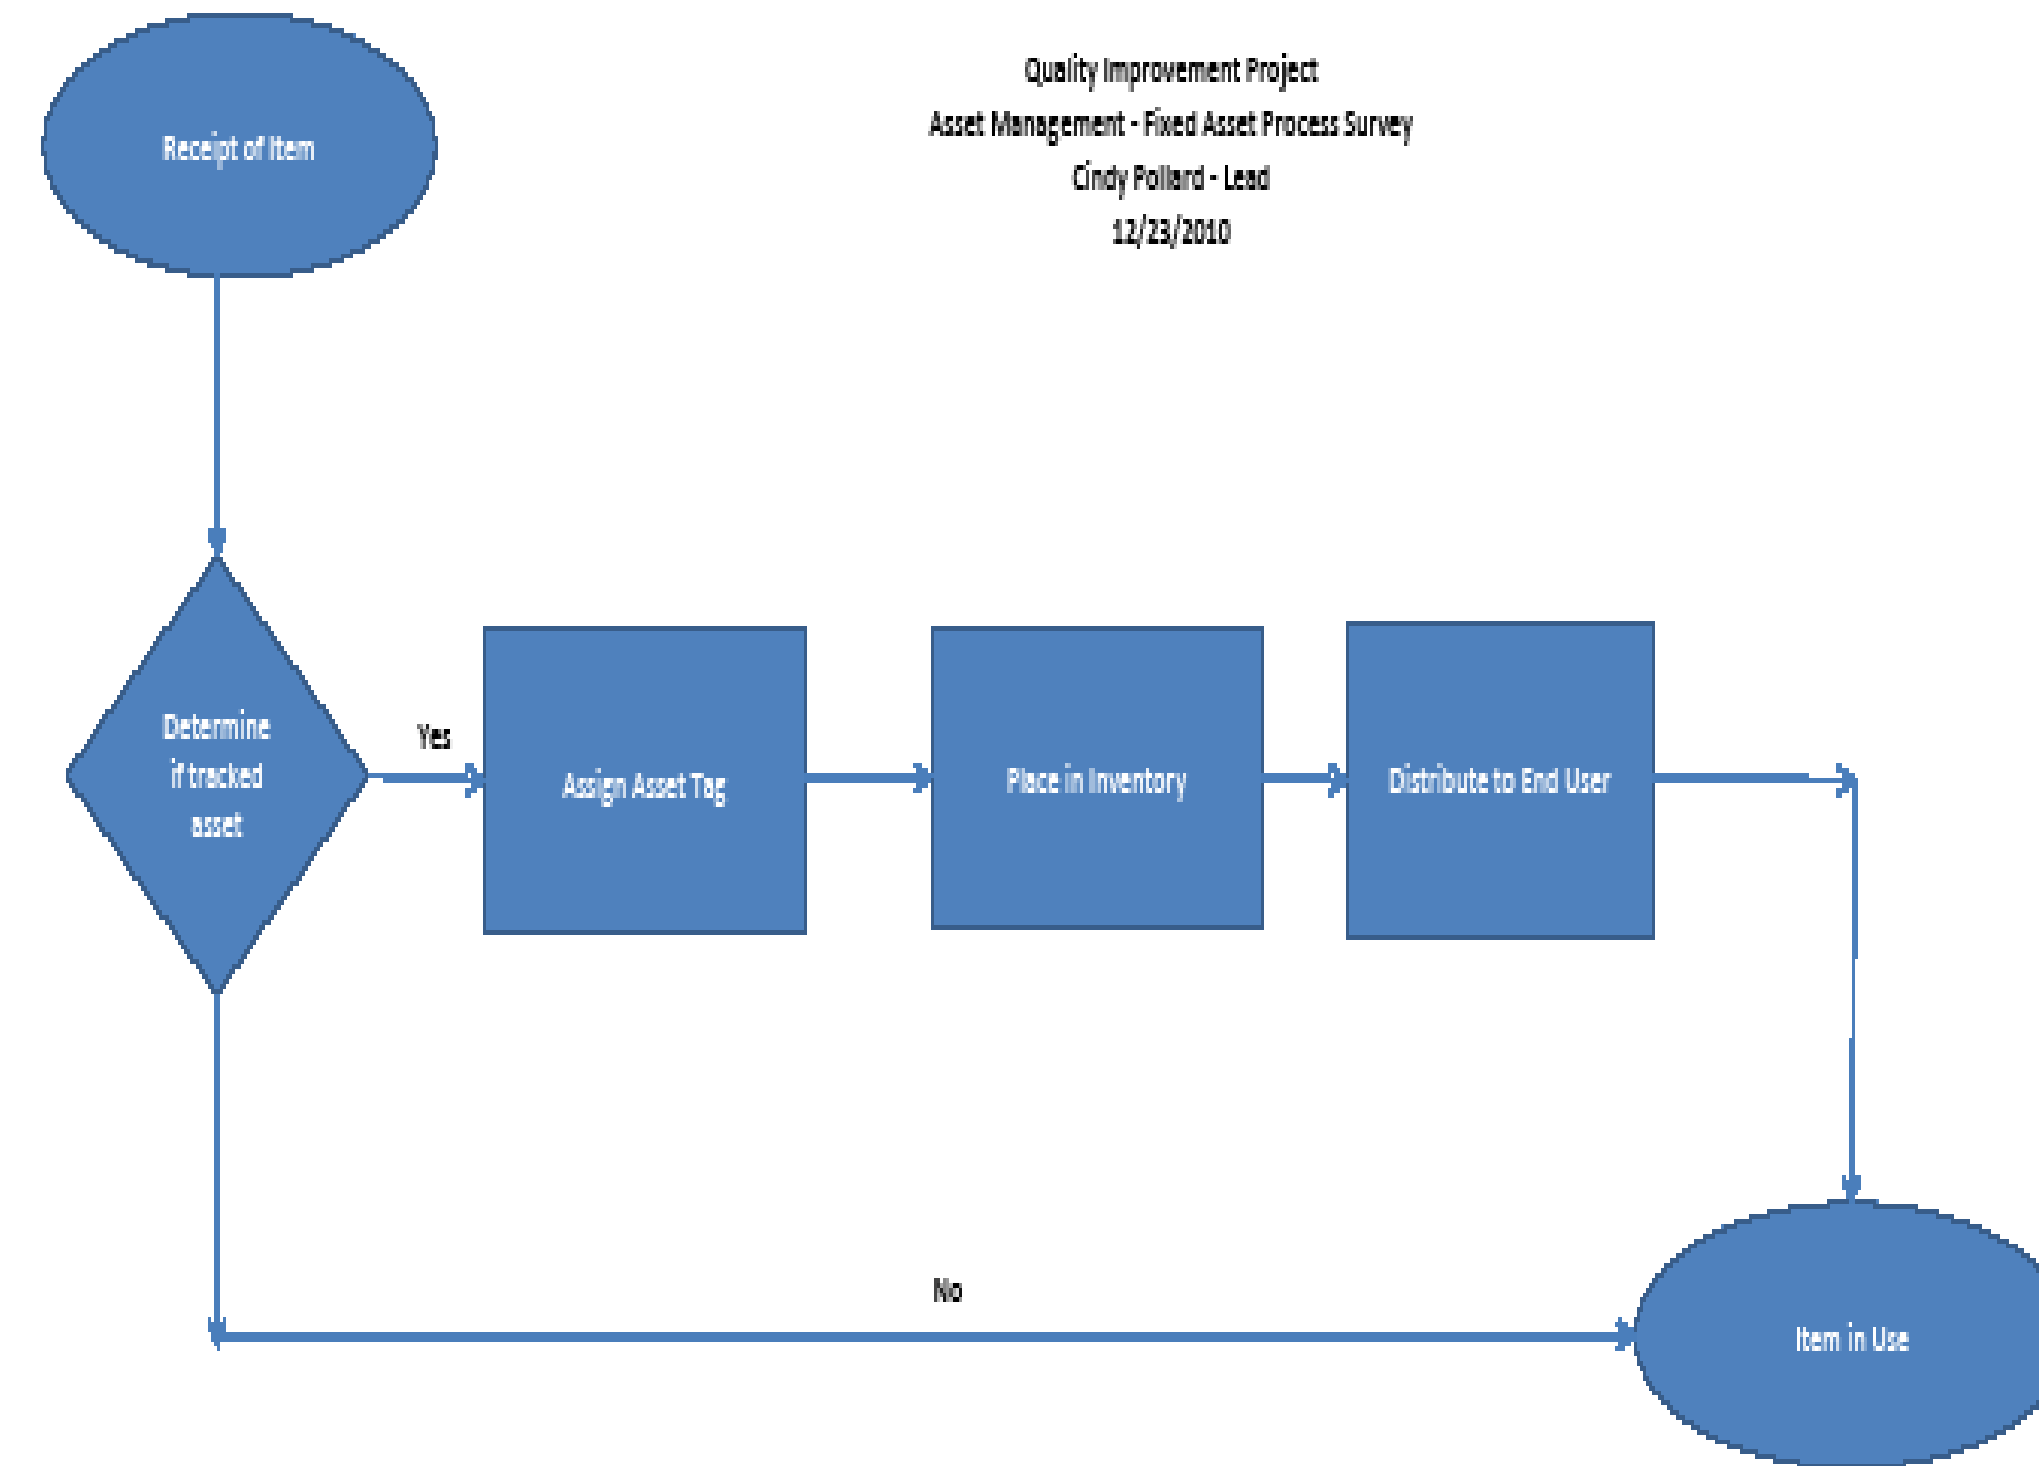 Quality Improvement Project
Asset Management - Fixed Asset Process Survey
Cindy Pollard - Lead
12/23/2010
Receipt of Item
Determine
if tracked
asset
Yes
Assign Asset Tag
Place in Inventory
Distribute to End User
No
Item in Use